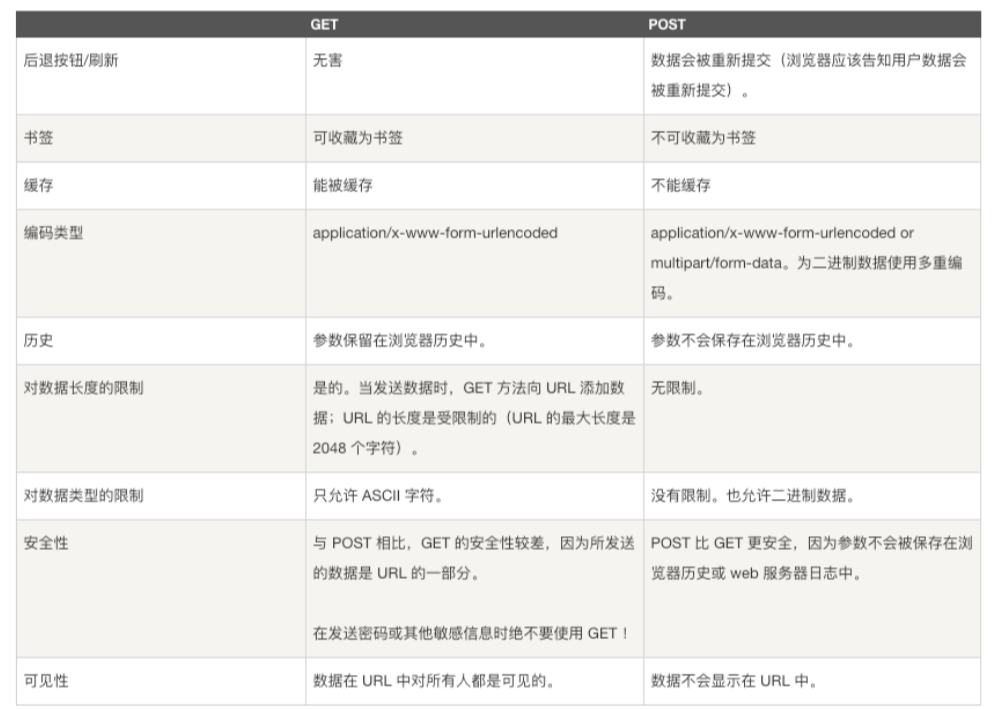 GET POST
后退按钮/刷新 无害 数据会被重新提交（浏览器应该告知用户数据会
被重新提交）。
书签 可收藏为书签 不可收藏为书签
缓存 能被缓存 不能缓存
编码类型 application/x-www-form-urlencoded application/x-www-form-urlencoded or
multipart/form-data。为二进制数据使用多重编
码。
历史 参数保留在浏览器历史中。 参数不会保存在浏览器历史中。
对数据长度的限制 是的。当发送数据时，GET 方法向 URL 添加数 无限制。
据；URL 的长度是受限制的（URL 的最大长度是
2048 个字符）。
对数据类型的限制 只允许 ASCII 字符。 没有限制。也允许二进制数据。
安全性 与 POST 相比，GET 的安全性较差，因为所发送 POST 比 GET 更安全，因为参数不会被保存在浏
的数据是 URL 的一部分。 览器历史或 web 服务器日志中。
在发送密码或其他敏感信息时绝不要使用 GET ！
可见性 数据在 URL 中对所有人都是可见的。 数据不会显示在 URL 中。